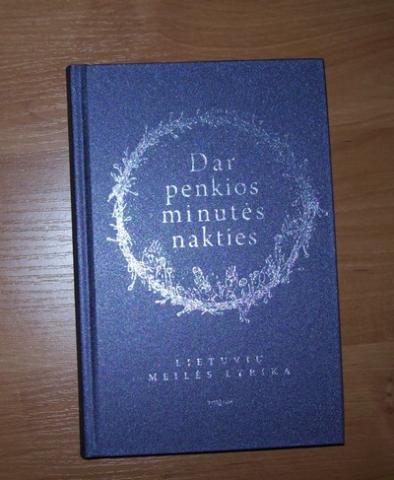 Dar
penkios
minutės
nakties
LIETUVIŲ
MEILĖS LYRIKA